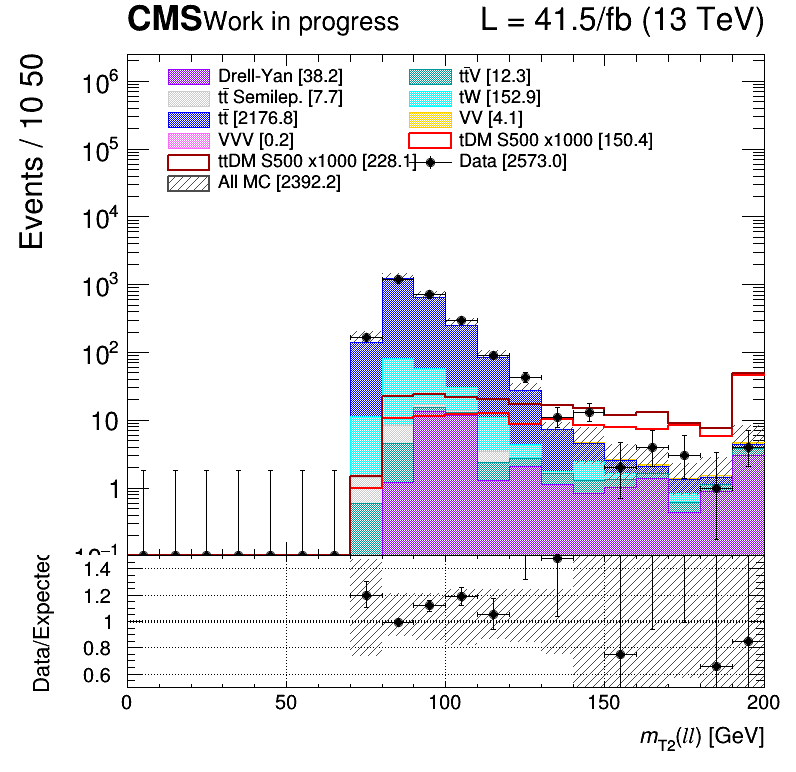 CMS Work in progress L = 41.5/fb (13 TeV)
Events / 10 50
10⁶
10⁵
10⁴
10³
10²
10
1
10⁻¹
Drell-Yan [38.2] tt̄V [12.3]
tt̄ Semilep. [7.7] tW [152.9]
tt̄ [2176.8] VV [4.1]
VVV [0.2] tDM S500 x1000 [150.4]
ttDM S500 x1000 [228.1] Data [2573.0]
All MC [2392.2]
Data/Expected
1.4
1.2
1
0.8
0.6
0 50 100 150 200
m_T2(ll) [GeV]